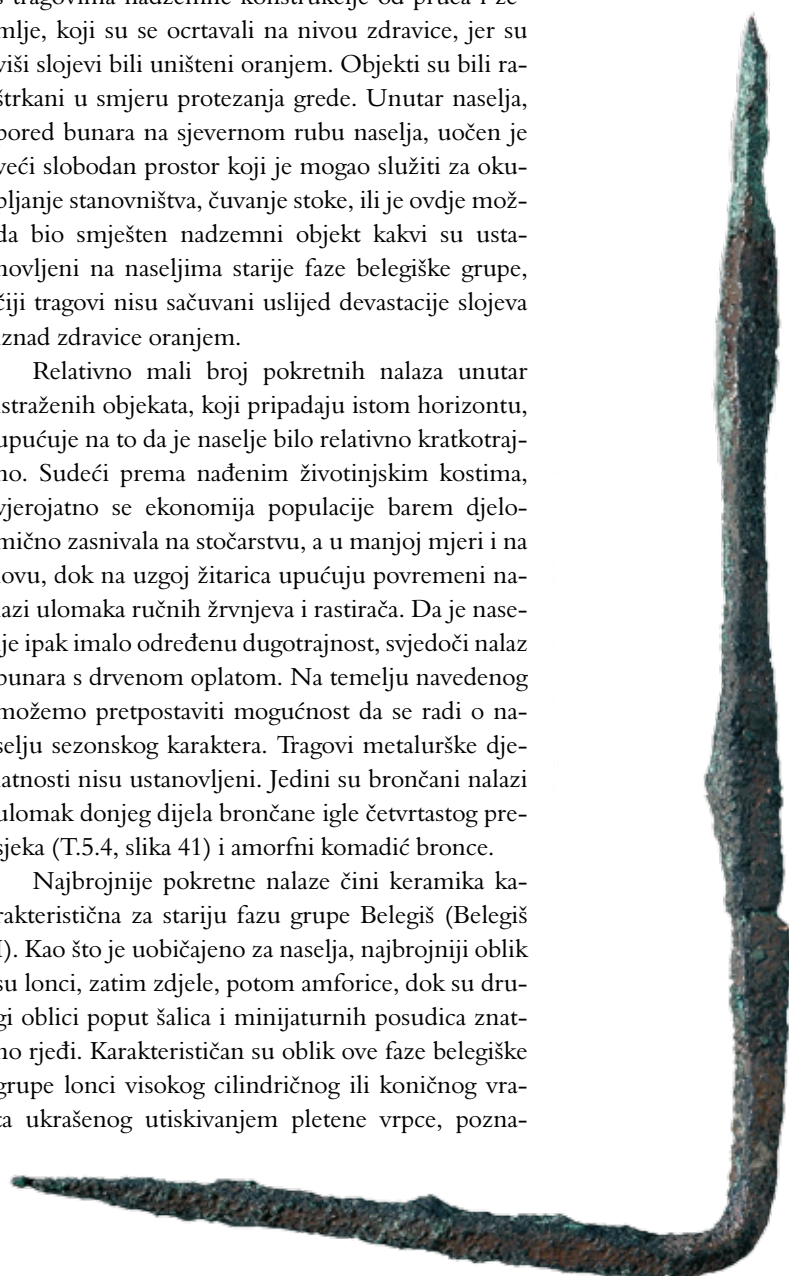 s tragovima nadzemne konstrukcije od pruća i ze-
mlje, koji su se ocrtavali na nivou zdravice, jer su
viši slojevi bili uništeni oranjem. Objekti su bili ra-
štrkani u smjeru protezanja grede. Unutar naselja,
pored bunara na sjevernom rubu naselja, uočen je
veći slobodan prostor koji je mogao služiti za oku-
pljanje stanovništva, čuvanje stoke, ili je ovdje mož-
da bio smješten nadzemni objekt kakvi su usta-
novljeni na naseljima starije faze belegiške grupe,
čiji tragovi nisu sačuvani uslijed devastacije slojeva
iznad zdravice oranjem.
Relativno mali broj pokretnih nalaza unutar
istraženih objekata, koji pripadaju istom horizontu,
upućuje na to da je naselje bilo relativno kratkotraj-
no. Sudeći prema nađenim životinjskim kostima,
vjerojatno se ekonomija populacije barem djelo-
mično zasnivala na stočarstvu, a u manjoj mjeri i na
lovu, dok na uzgoj žitarica upućuju povremeni na-
lazi ulomaka ručnih žrvnjeva i rastirača. Da je nase-
lje ipak imalo određenu dugotrajnost, svjedoči nalaz
bunara s drvenom oplatom. Na temelju navedenog
možemo pretpostaviti mogućnost da se radi o na-
selju sezonskog karaktera. Tragovi metalurške dje-
latnosti nisu ustanovljeni. Jedini su brončani nalazi
ulomak donjeg dijela brončane igle četvrtastog pre-
sjeka (T.5.4, slika 41) i amorfni komadić bronce.
Najbrojnije pokretne nalaze čini keramika ka-
rakteristična za stariju fazu grupe Belegiš (Belegiš
I). Kao što je uobičajeno za naselja, najbrojniji oblik
su lonci, zatim zdjele, potom amforice, dok su dru-
gi oblici poput šalica i minijaturnih posudica znat-
no rjeđi. Karakterističan su oblik ove faze belegiške
grupe lonci visokog cilindričnog ili koničnog vra-
ta ukrašenog utiskivanjem pletene vrpce, pozna-